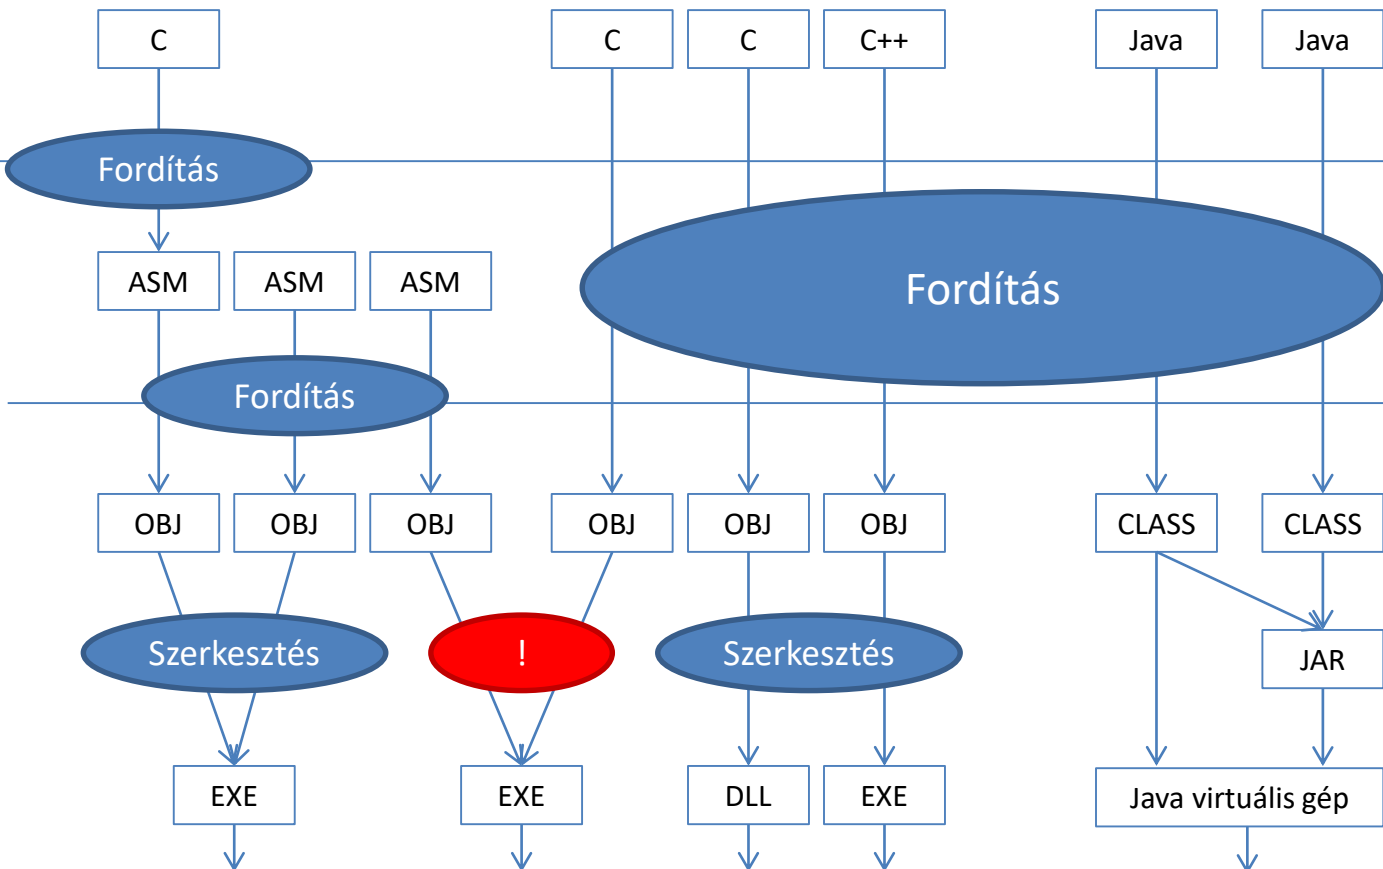 C
C
C
C++
Java
Java
Fordítás
ASM
ASM
ASM
Fordítás
Fordítás
OBJ
OBJ
OBJ
OBJ
OBJ
OBJ
CLASS
CLASS
Szerkesztés
!
Szerkesztés
JAR
EXE
EXE
DLL
EXE
Java virtuális gép